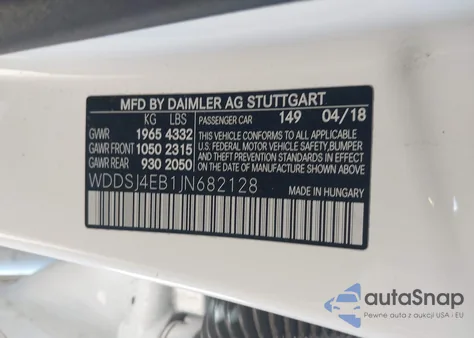 MFD BY DAIMLER AG STUTTGART
KG LBS
GVWR 1965 4332
GAWR FRONT 1050 2315
GAWR REAR 930 2050
WDDSJ4EB1JN682128
PASSENGER CAR 149 04/18
THIS VEHICLE CONFORMS TO ALL APPLICABLE
U.S. FEDERAL MOTOR VEHICLE SAFETY, BUMPER
AND THEFT PREVENTION STANDARDS IN EFFECT
ON THE DATE OF MANUFACTURE SHOWN ABOVE.
MADE IN HUNGARY
autoSnap
Pewne auta z aukcji USA i EU